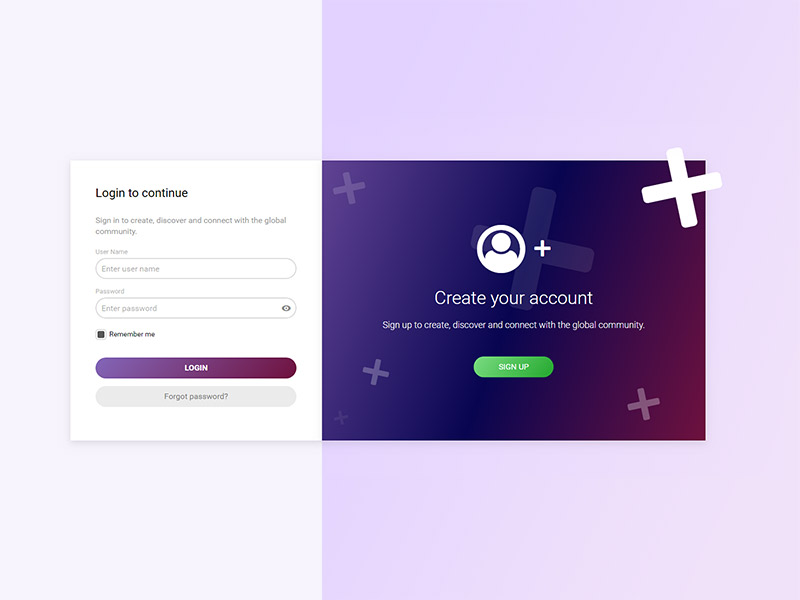 Login to continue
Sign in to create, discover and connect with the global
community.
User Name
Enter user name
Password
Enter password
Remember me
LOGIN
Forgot password?
Create your account
Sign up to create, discover and connect with the global community.
SIGN UP